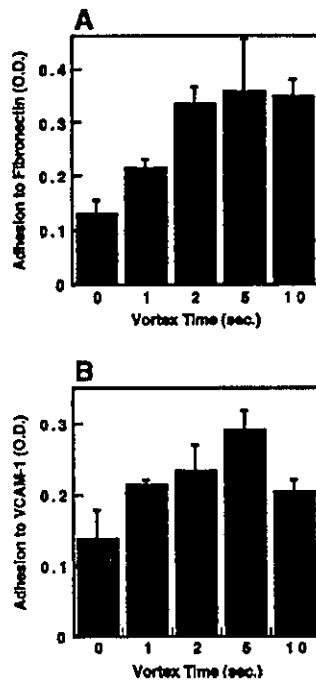 A
Adhesion to Fibronectin (O.D.)
0.4
0.3
0.2
0.1
0
0 1 2 5 10
Vortex Time (sec.)
B
Adhesion to VCAM-1 (O.D.)
0.3
0.2
0.1
0
0 1 2 5 10
Vortex Time (sec.)